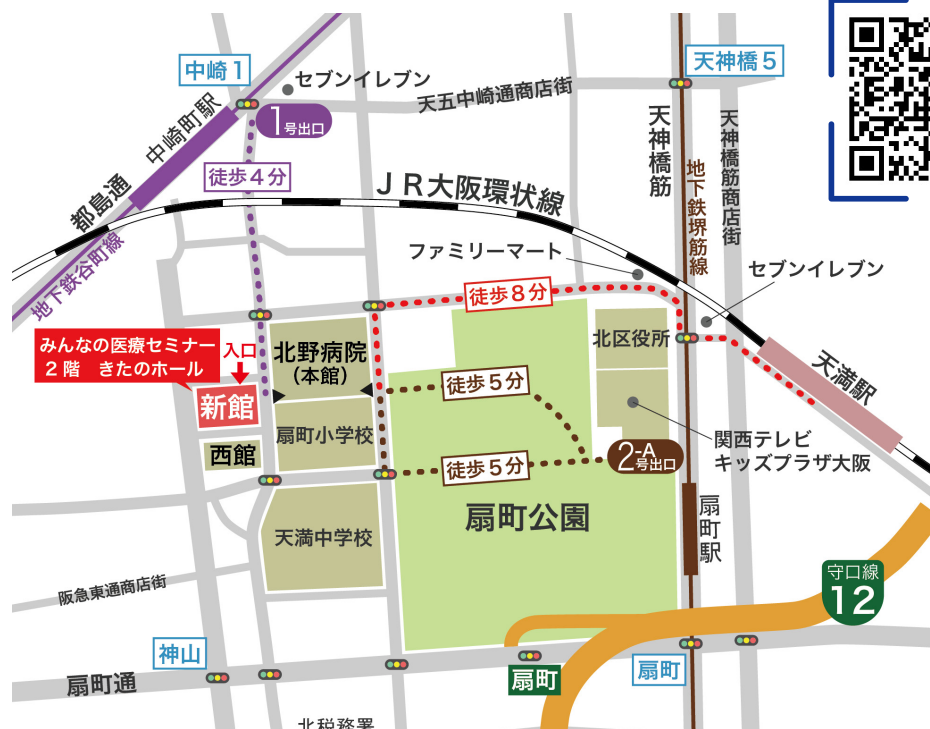 中崎1
セブンイレブン
天神橋5
天五中崎通商店街
中崎町駅
1号出口
都島通
徒歩4分
JR大阪環状線
天神橋筋
天神橋筋商店街
地下鉄堺筋線
地下鉄谷町線
ファミリーマート
セブンイレブン
徒歩8分
みんなの医療セミナー
2階 きたのホール
入口
北野病院
(本館)
北区役所
天満駅
徒歩5分
新館
扇町小学校
西館
関西テレビ
キッズプラザ大阪
2-A号出口
徒歩5分
扇町公園
天満中学校
扇町駅
阪急東通商店街
守口線
12
神山
扇町
扇町
扇町通
北税務署